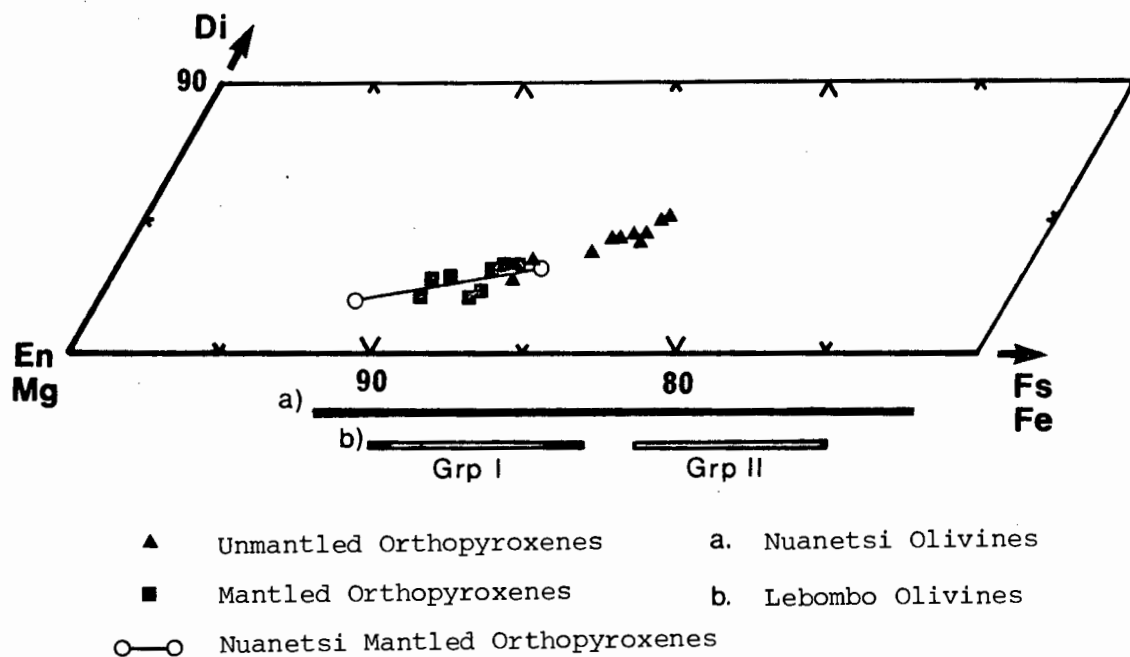 Di
90
En
Mg
90
80
Fs
Fe
a)
b)
Grp I
Grp II
Unmantled Orthopyroxenes
a. Nuanetsi Olivines
Mantled Orthopyroxenes
b. Lebombo Olivines
Nuanetsi Mantled Orthopyroxenes